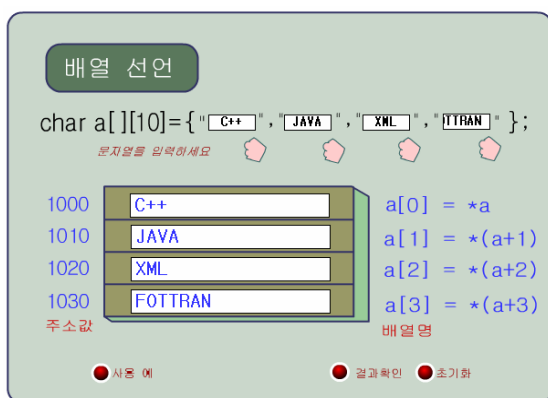 배열 선언
char a[][10]={"C++","JAVA","XML","TTRAN"};
문자열을 입력하세요
1000 C++ a[0] = *a
1010 JAVA a[1] = *(a+1)
1020 XML a[2] = *(a+2)
1030 FOTTRAN a[3] = *(a+3)
주소값 배열명
사용 예 결과확인 초기화